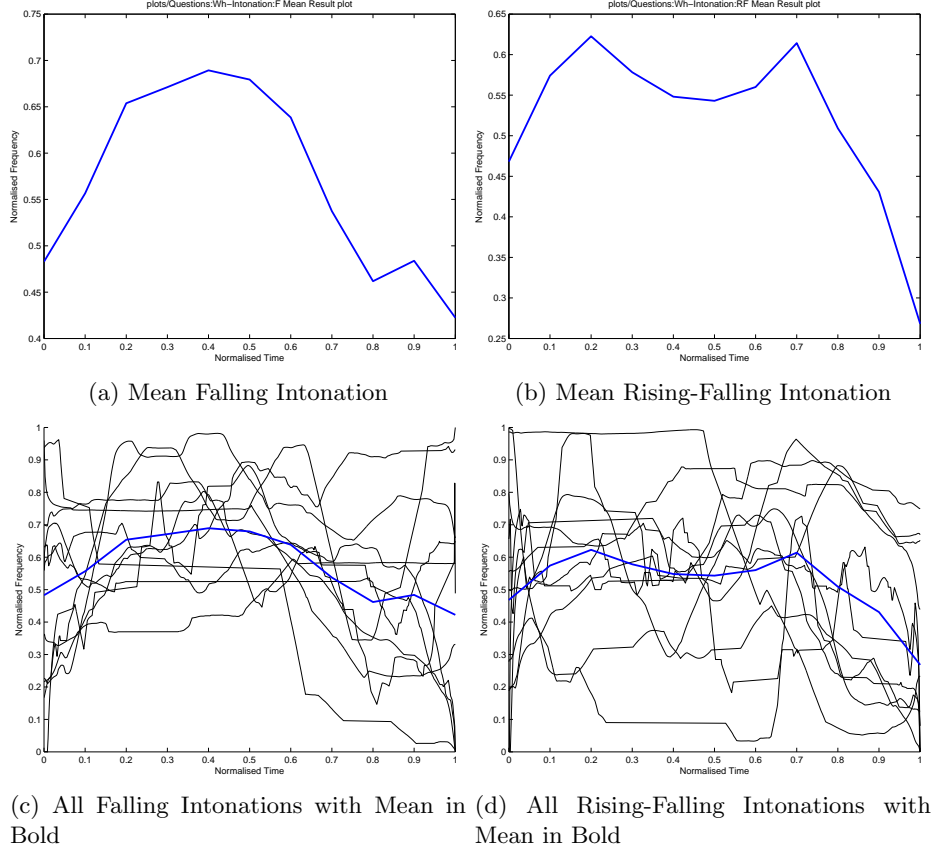 plots/Questions:Wh−Intonation:F Mean Result plot
0.75
0.7
0.65
0.6
0.55
0.5
0.45
0.4
Normalised Frequency
0 0.1 0.2 0.3 0.4 0.5 0.6 0.7 0.8 0.9 1
Normalised Time
(a) Mean Falling Intonation
plots/Questions:Wh−Intonation:RF Mean Result plot
0.65
0.6
0.55
0.5
0.45
0.4
0.35
0.3
0.25
Normalised Frequency
0 0.1 0.2 0.3 0.4 0.5 0.6 0.7 0.8 0.9 1
Normalised Time
(b) Mean Rising-Falling Intonation
1
0.9
0.8
0.7
0.6
0.5
0.4
0.3
0.2
0.1
0
Normalised Frequency
0 0.1 0.2 0.3 0.4 0.5 0.6 0.7 0.8 0.9 1
Normalised Time
(c) All Falling Intonations with Mean in
Bold
1
0.9
0.8
0.7
0.6
0.5
0.4
0.3
0.2
0.1
0
Normalised Frequency
0 0.1 0.2 0.3 0.4 0.5 0.6 0.7 0.8 0.9 1
Normalised Time
(d) All Rising-Falling Intonations with
Mean in Bold